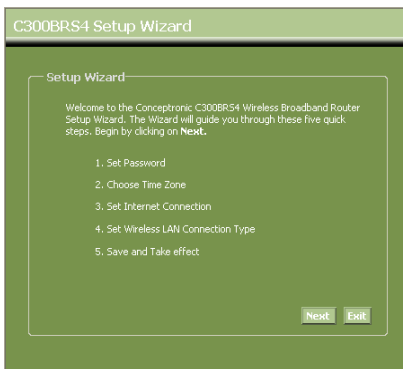 C300BRS4 Setup Wizard
Setup Wizard
Welcome to the Conceptronic C300BRS4 Wireless Broadband Router
Setup Wizard. The Wizard will guide you through these five quick
steps. Begin by clicking on Next.
1. Set Password
2. Choose Time Zone
3. Set Internet Connection
4. Set Wireless LAN Connection Type
5. Save and Take effect
Next Exit